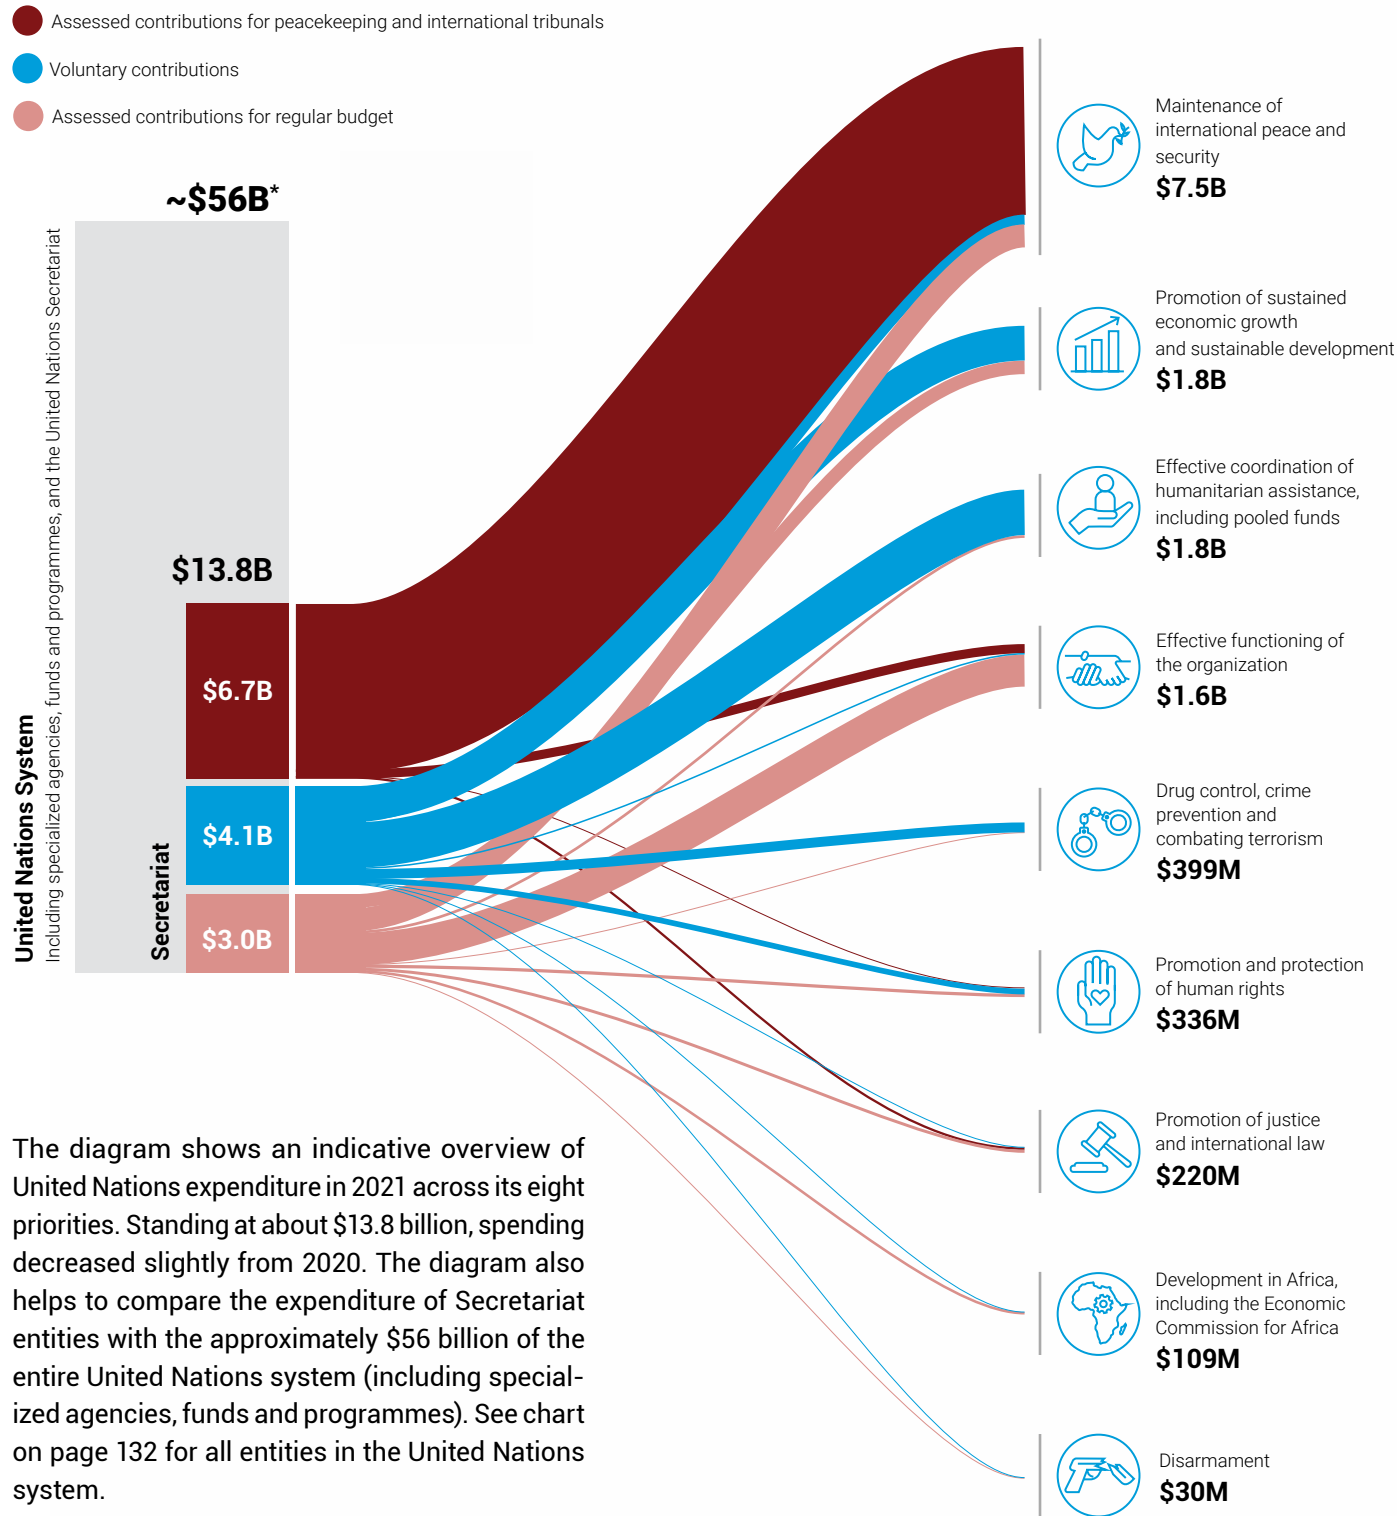 Assessed contributions for peacekeeping and international tribunals
Voluntary contributions
Assessed contributions for regular budget
~$56B*
United Nations System
Including specialized agencies, funds and programmes, and the United Nations Secretariat
$13.8B
Secretariat
$6.7B
$4.1B
$3.0B
Maintenance of
international peace and
security
$7.5B
Promotion of sustained
economic growth
and sustainable development
$1.8B
Effective coordination of
humanitarian assistance,
including pooled funds
$1.8B
Effective functioning of
the organization
$1.6B
Drug control, crime
prevention and
combating terrorism
$399M
Promotion and protection
of human rights
$336M
Promotion of justice
and international law
$220M
Development in Africa,
including the Economic
Commission for Africa
$109M
Disarmament
$30M
The diagram shows an indicative overview of
United Nations expenditure in 2021 across its eight
priorities. Standing at about $13.8 billion, spending
decreased slightly from 2020. The diagram also
helps to compare the expenditure of Secretariat
entities with the approximately $56 billion of the
entire United Nations system (including special-
ized agencies, funds and programmes). See chart
on page 132 for all entities in the United Nations
system.